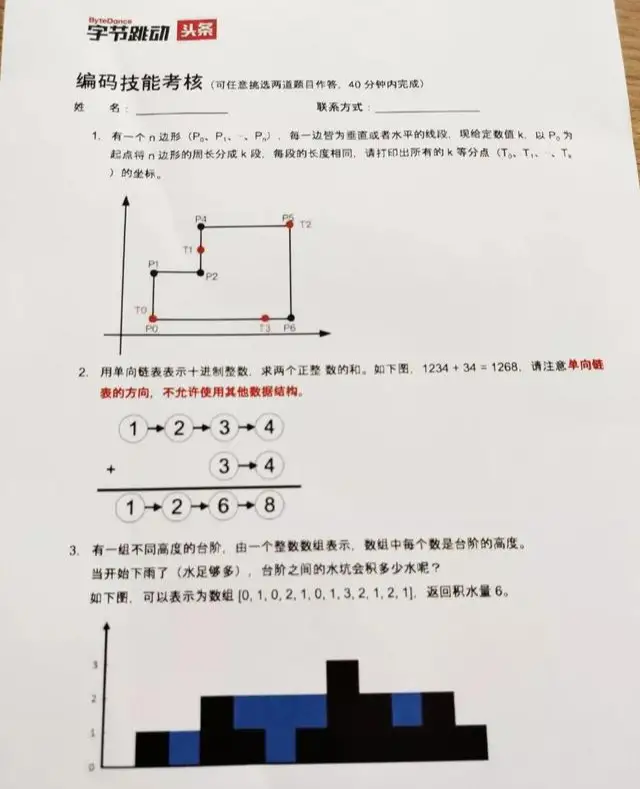 ByteDance
字节跳动 头条
编码技能考核（可任意挑选两道题目作答，40 分钟内完成）
姓 名： 联系方式：
1. 有一个 n 边形（P₀、P₁、…、Pₙ），每一边皆为垂直或者水平的线段，现给定数值 k，以 P₀ 为
起点将 n 边形的周长分成 k 段，每段的长度相同，请打印出所有的 k 等分点（T₀、T₁、…、Tₖ
）的坐标。
P4 P5 T2
T1
P1 P2
T0
P0 T3 P6
2. 用单向链表表示十进制整数，求两个正整 数的和。如下图，1234 + 34 = 1268，请注意单向链
表的方向，不允许使用其他数据结构。
1→2→3→4
+ 3→4
1→2→6→8
3. 有一组不同高度的台阶，由一个整数数组表示，数组中每个数是台阶的高度。
当开始下雨了（水足够多），台阶之间的水坑会积多少水呢？
如下图，可以表示为数组 [0, 1, 0, 2, 1, 0, 1, 3, 2, 1, 2, 1]，返回积水量 6。
3
2
1
0